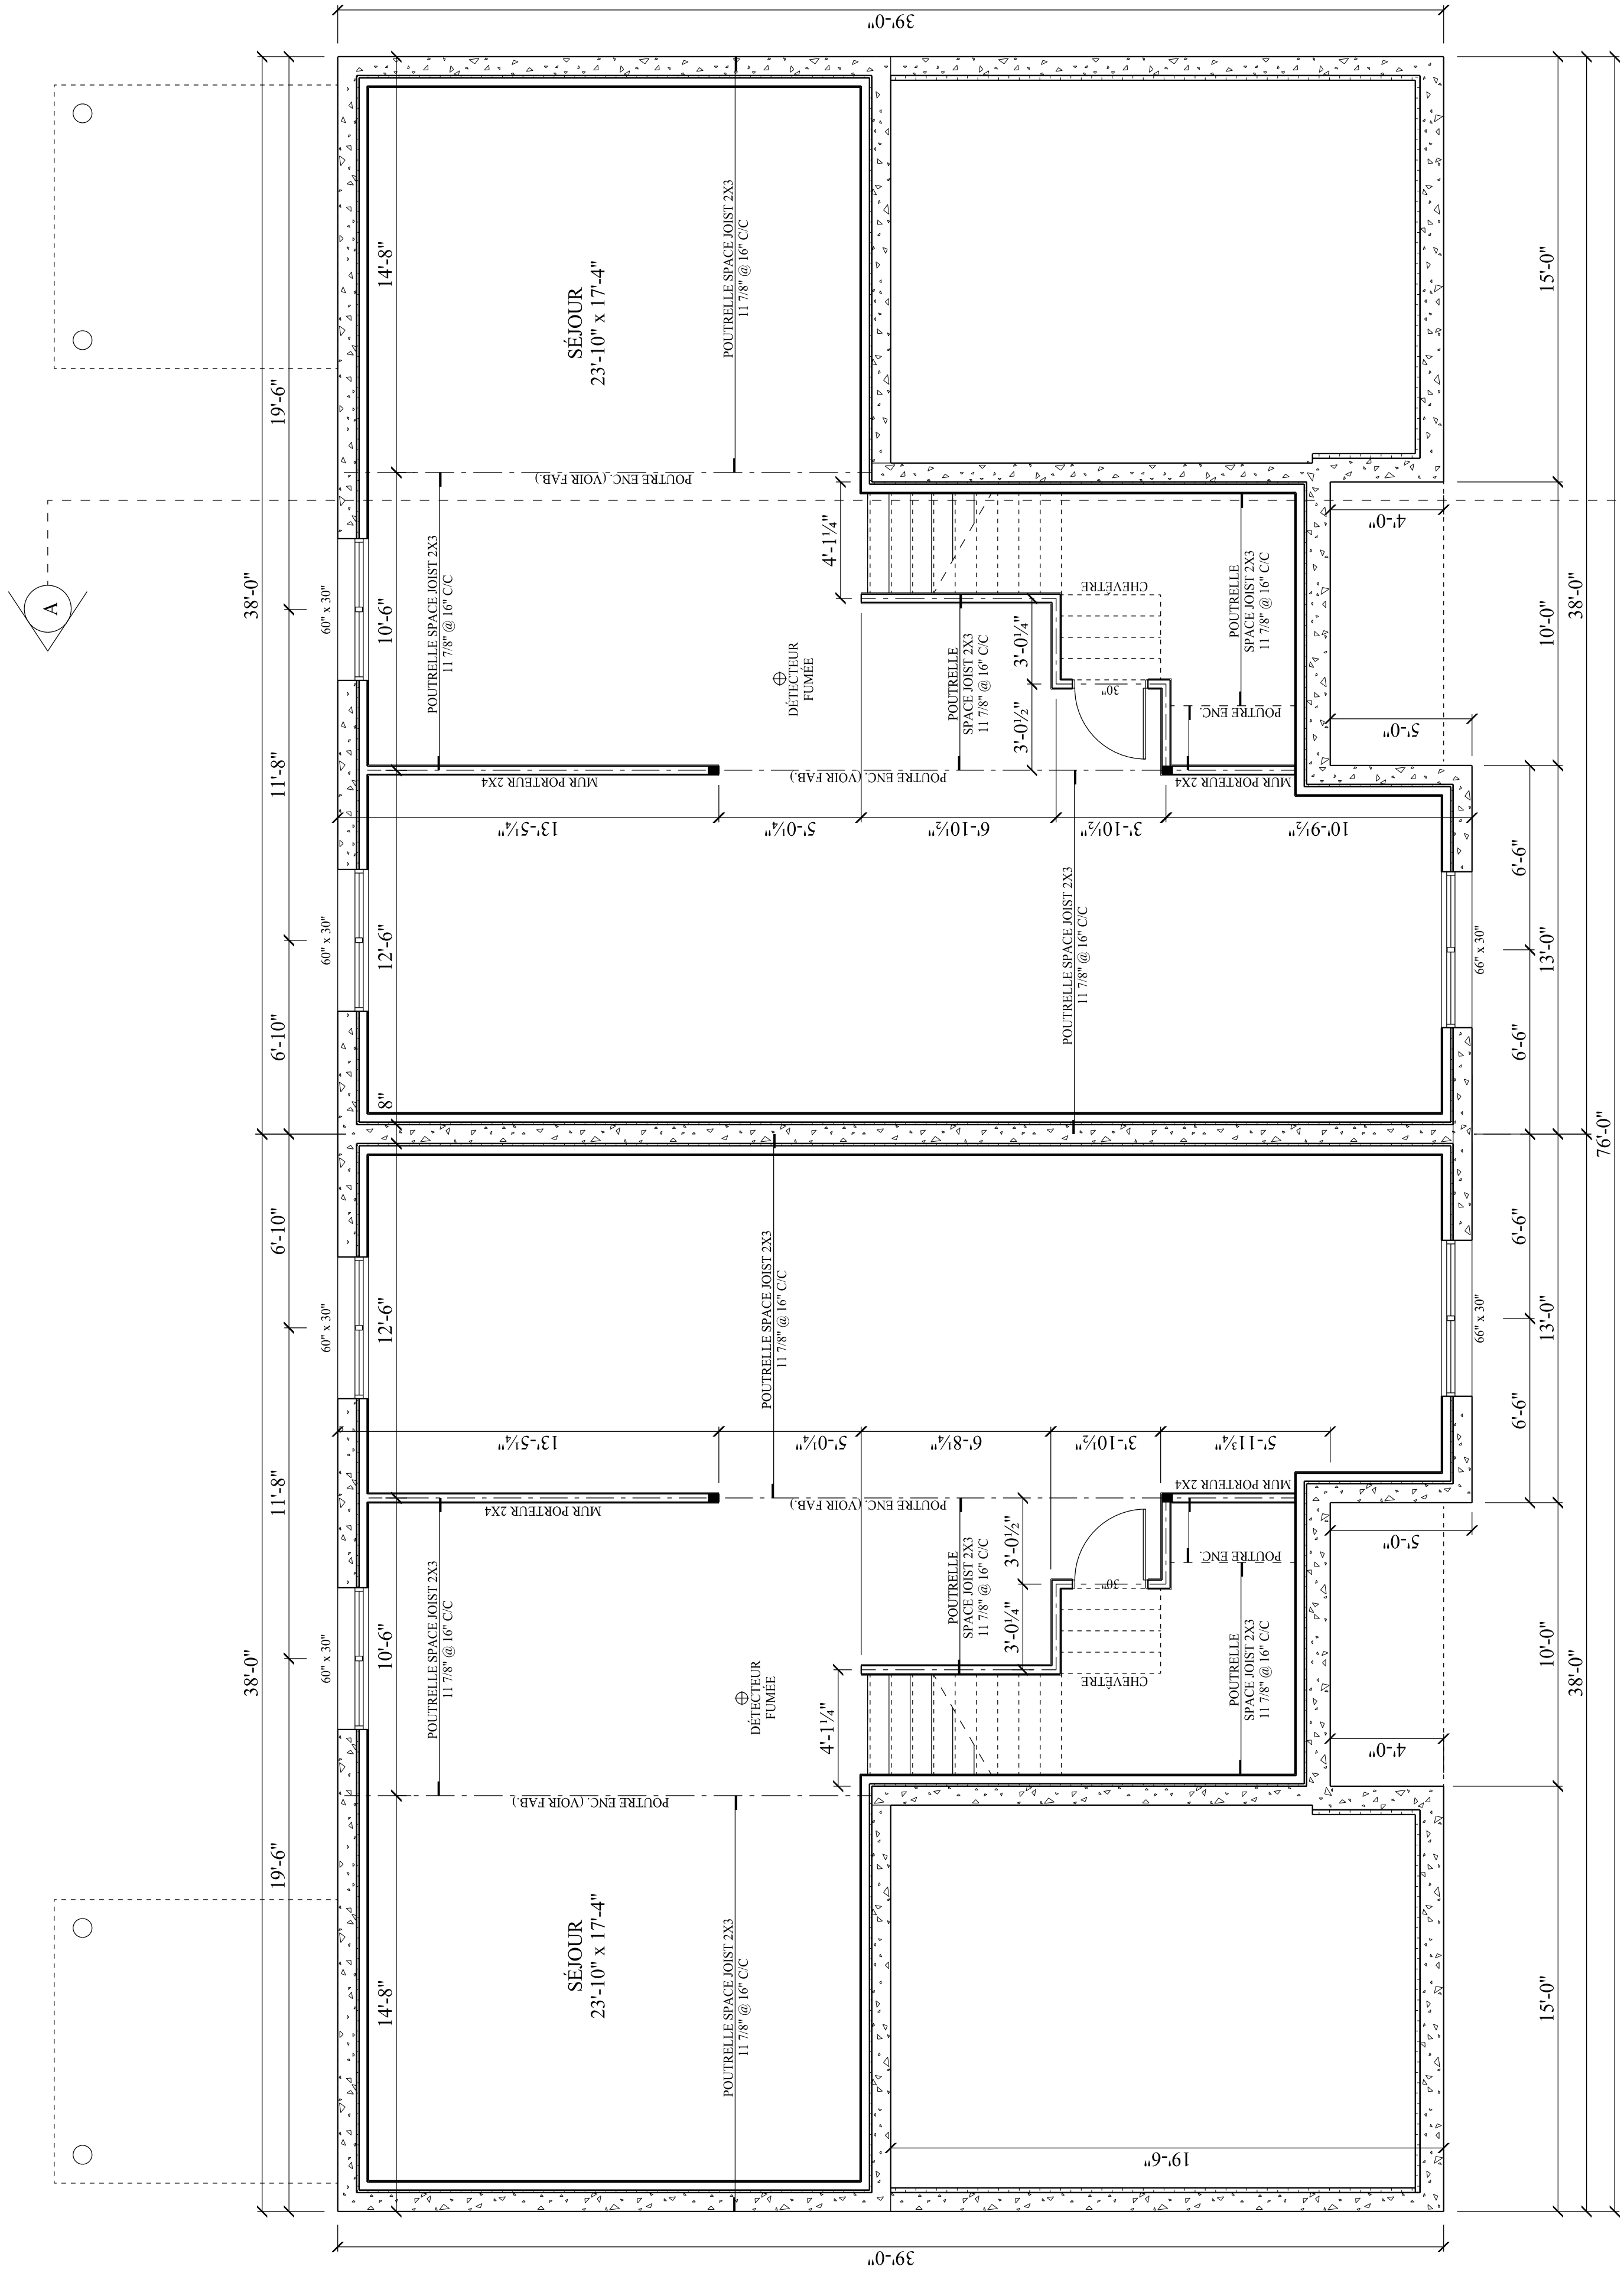 39'-0"
A
38'-0"
19'-6"
11'-8"
6'-10"
60" x 30"
60" x 30"
14'-8"
10'-6"
12'-6"
8"
SÉJOUR
23'-10" x 17'-4"
POUTRELLE SPACE JOIST 2X3
11 7/8" @ 16" C/C
POUTRE ENC. (VOIR FAB.)
POUTRELLE SPACE JOIST 2X3
11 7/8" @ 16" C/C
4'-1¼"
CHEVÊTRE
DÉTECTEUR
FUMÉE
POUTRELLE
SPACE JOIST 2X3
11 7/8" @ 16" C/C
3'-0¼"
3'-0½"
30"
POUTRELLE
SPACE JOIST 2X3
11 7/8" @ 16" C/C
POUTRE ENC.
MUR PORTEUR 2X4
POUTRE ENC. (VOIR FAB.)
MUR PORTEUR 2X4
13'-5¼"
5'-0¼"
6'-10½"
3'-10½"
10'-9½"
POUTRELLE SPACE JOIST 2X3
11 7/8" @ 16" C/C
4'-0"
5'-0"
15'-0"
10'-0"
38'-0"
6'-6"
13'-0"
6'-6"
66" x 30"
76'-0"
6'-10"
11'-8"
38'-0"
19'-6"
60" x 30"
60" x 30"
12'-6"
10'-6"
14'-8"
POUTRELLE SPACE JOIST 2X3
11 7/8" @ 16" C/C
13'-5¼"
5'-0¼"
6'-8¼"
3'-10½"
5'-11¾"
MUR PORTEUR 2X4
POUTRE ENC. (VOIR FAB.)
MUR PORTEUR 2X4
POUTRELLE SPACE JOIST 2X3
11 7/8" @ 16" C/C
POUTRELLE
SPACE JOIST 2X3
11 7/8" @ 16" C/C
3'-0½"
3'-0¼"
30"
POUTRE ENC.
CHEVÊTRE
POUTRELLE
SPACE JOIST 2X3
11 7/8" @ 16" C/C
DÉTECTEUR
FUMÉE
4'-1¼"
POUTRE ENC. (VOIR FAB.)
SÉJOUR
23'-10" x 17'-4"
POUTRELLE SPACE JOIST 2X3
11 7/8" @ 16" C/C
19'-6"
66" x 30"
6'-6"
13'-0"
6'-6"
5'-0"
4'-0"
10'-0"
38'-0"
15'-0"
39'-0"